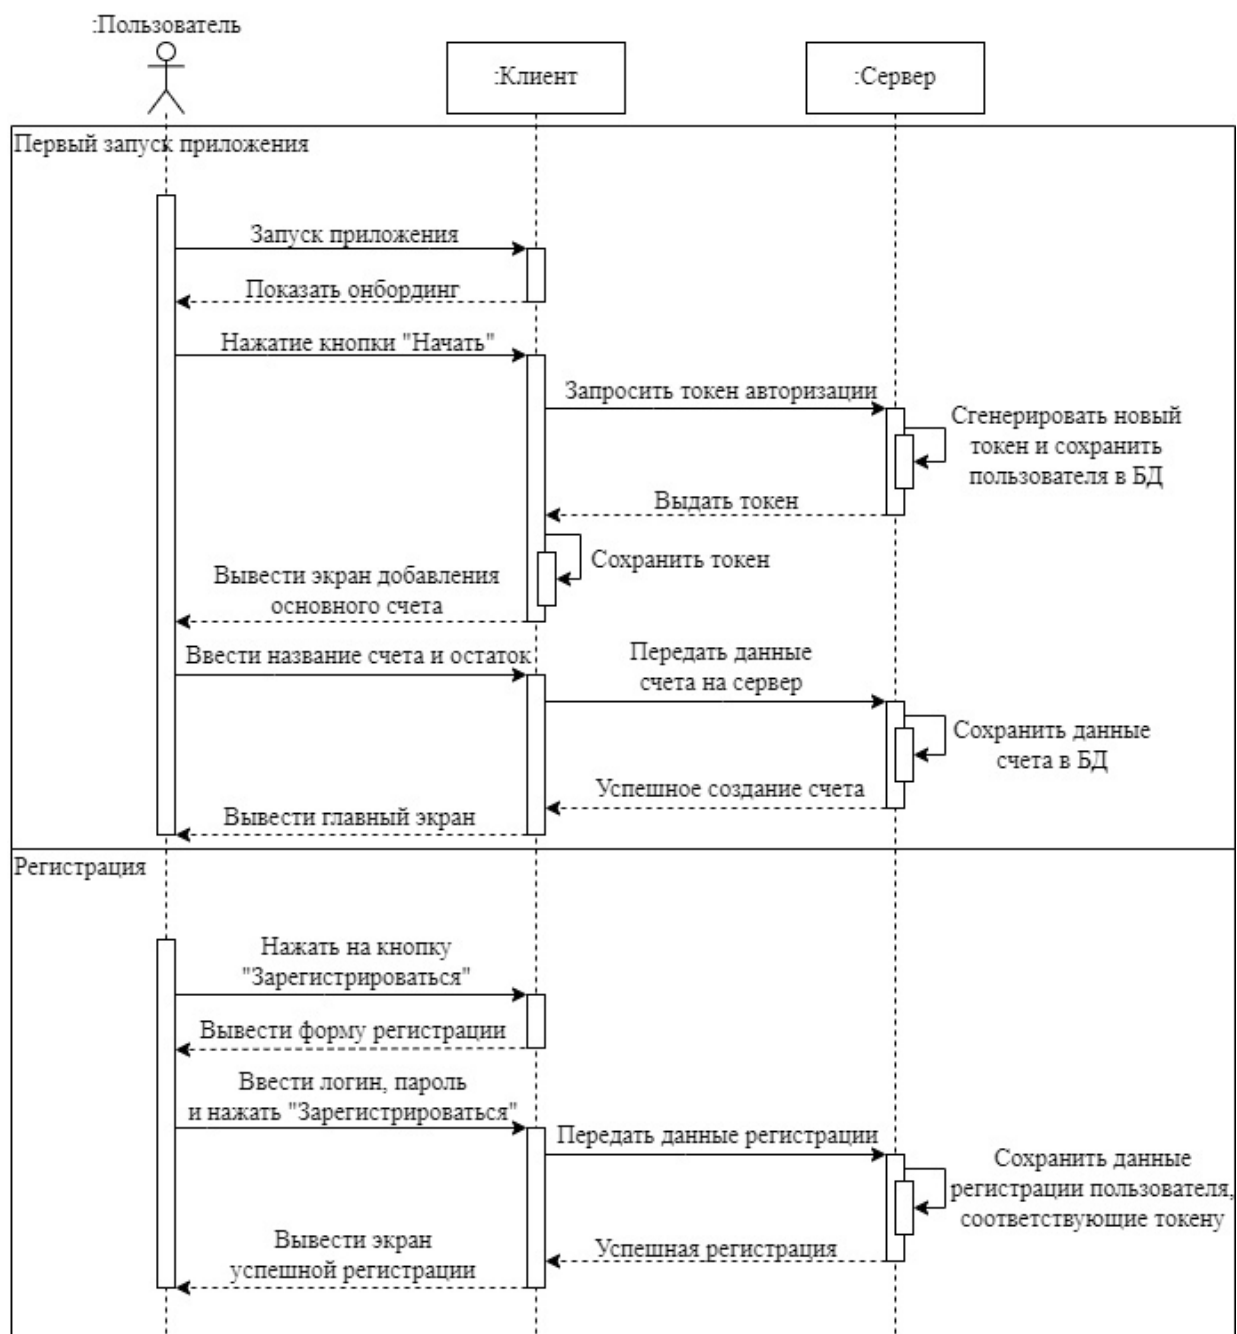 :Пользователь
:Клиент
:Сервер
Первый запуск приложения
Запуск приложения
Показать онбординг
Нажатие кнопки "Начать"
Запросить токен авторизации
Сгенерировать новый
токен и сохранить
пользователя в БД
Выдать токен
Сохранить токен
Вывести экран добавления
основного счета
Ввести название счета и остаток
Передать данные
счета на сервер
Сохранить данные
счета в БД
Успешное создание счета
Вывести главный экран
Регистрация
Нажать на кнопку
"Зарегистрироваться"
Вывести форму регистрации
Ввести логин, пароль
и нажать "Зарегистрироваться"
Передать данные регистрации
Сохранить данные
регистрации пользователя,
соответствующие токену
Успешная регистрация
Вывести экран
успешной регистрации